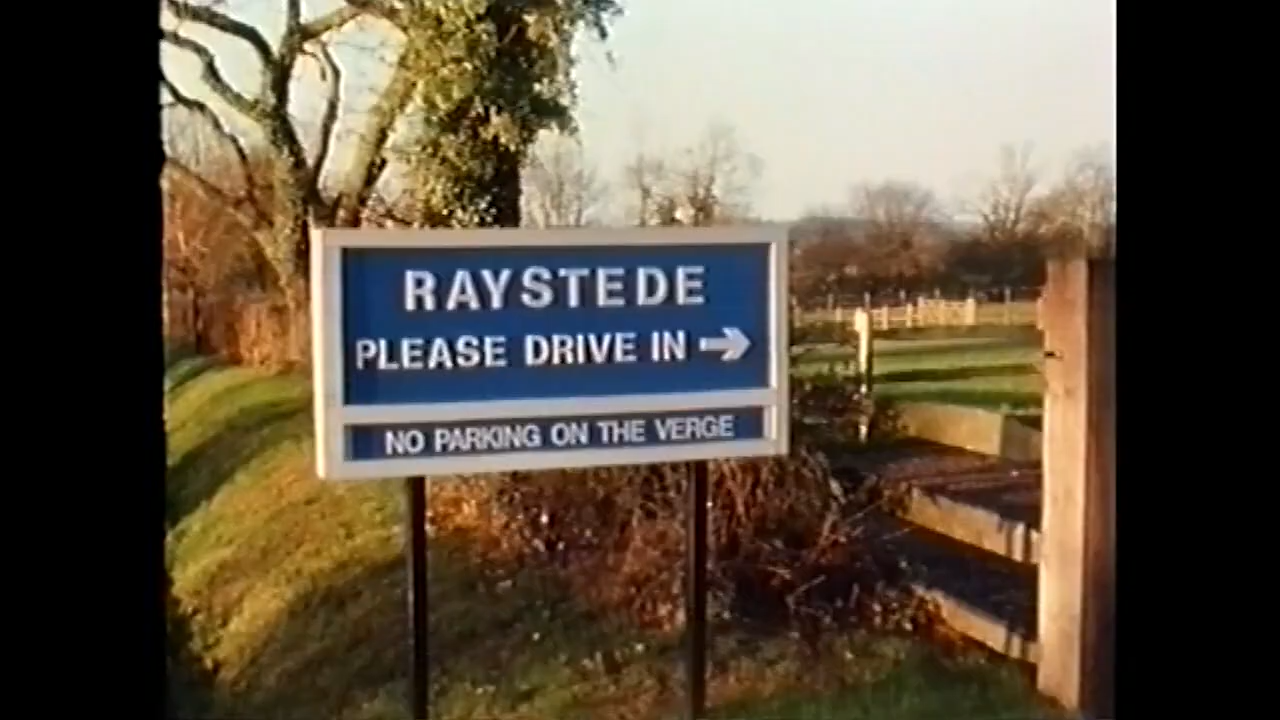 RAYSTEDE
PLEASE DRIVE IN →
NO PARKING ON THE VERGE